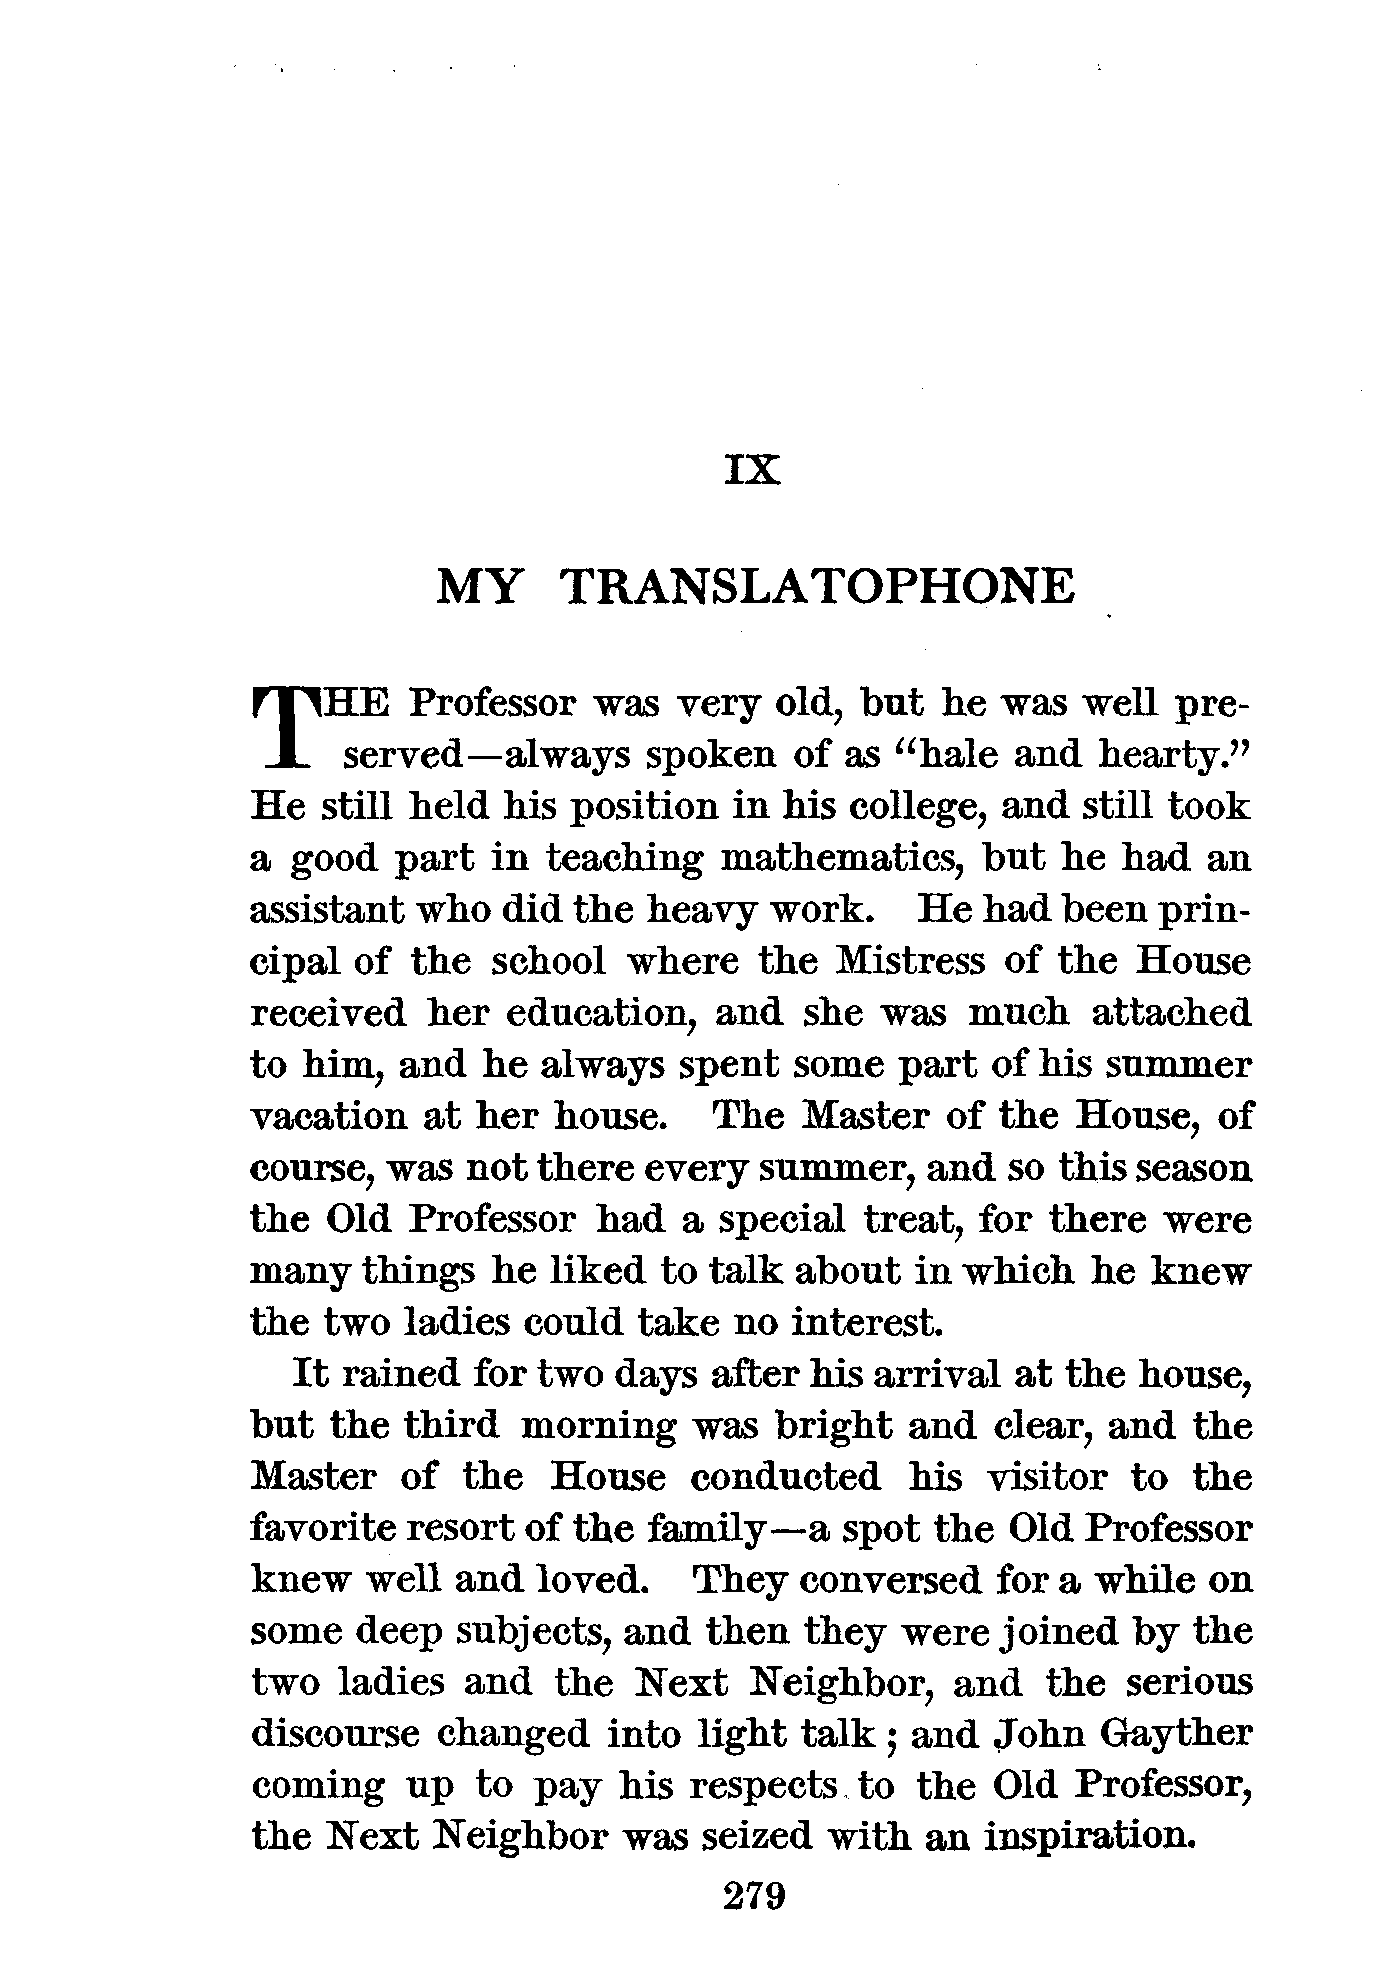 IX
MY TRANSLATOPHONE
THE Professor was very old, but he was well pre-
served—always spoken of as "hale and hearty."
He still held his position in his college, and still took
a good part in teaching mathematics, but he had an
assistant who did the heavy work. He had been prin-
cipal of the school where the Mistress of the House
received her education, and she was much attached
to him, and he always spent some part of his summer
vacation at her house. The Master of the House, of
course, was not there every summer, and so this season
the Old Professor had a special treat, for there were
many things he liked to talk about in which he knew
the two ladies could take no interest.
It rained for two days after his arrival at the house,
but the third morning was bright and clear, and the
Master of the House conducted his visitor to the
favorite resort of the family—a spot the Old Professor
knew well and loved. They conversed for a while on
some deep subjects, and then they were joined by the
two ladies and the Next Neighbor, and the serious
discourse changed into light talk; and John Gayther
coming up to pay his respects to the Old Professor,
the Next Neighbor was seized with an inspiration.
279